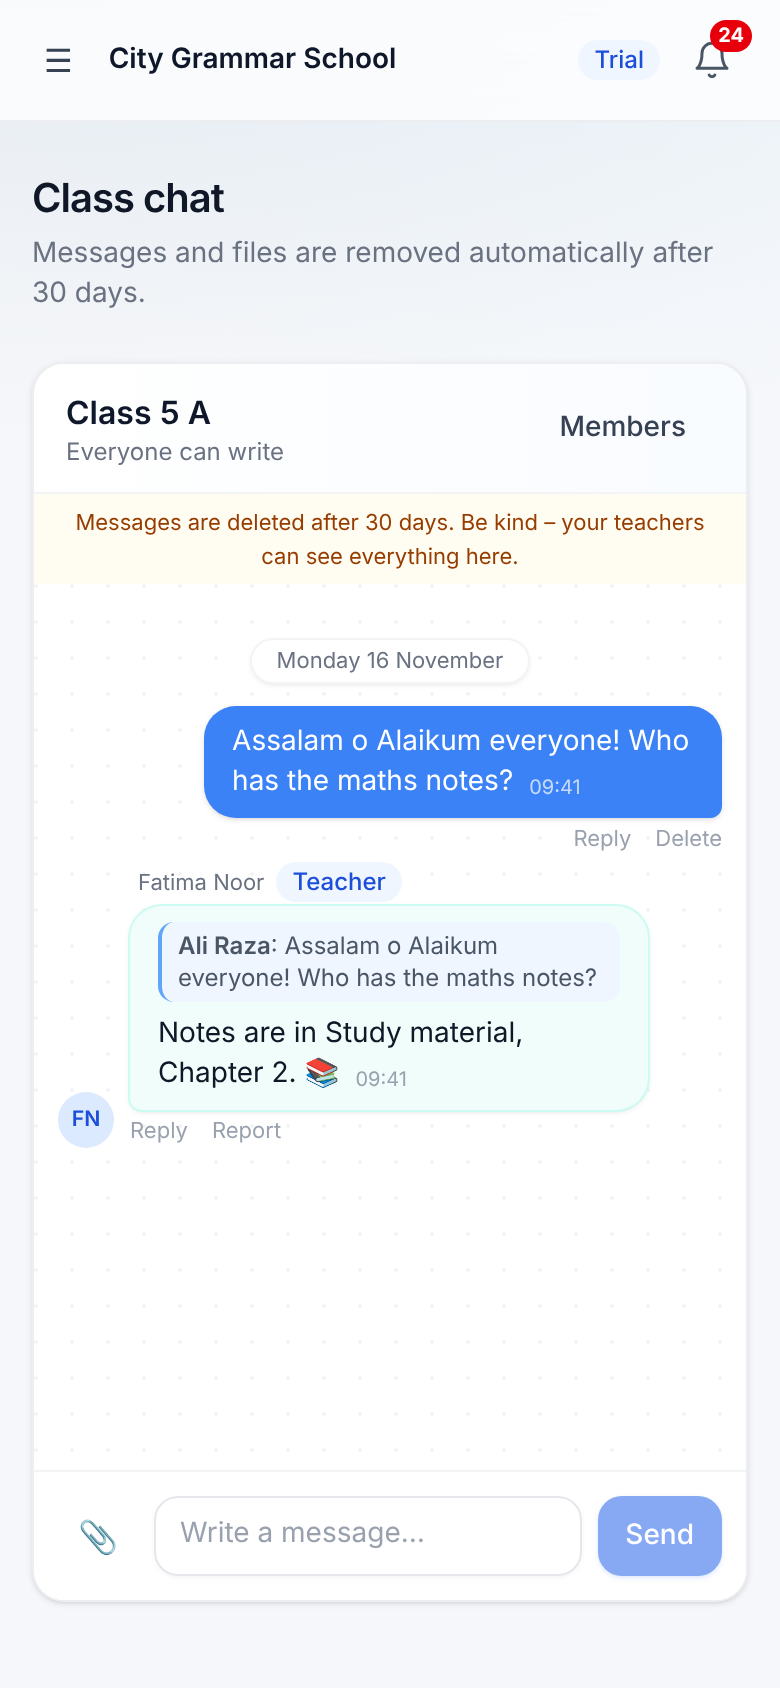 ☰ City Grammar School Trial 24
Class chat
Messages and files are removed automatically after
30 days.
Class 5 A
Everyone can write
Members
Messages are deleted after 30 days. Be kind – your teachers
can see everything here.
Monday 16 November
Assalam o Alaikum everyone! Who
has the maths notes? 09:41
Reply Delete
Fatima Noor Teacher
Ali Raza: Assalam o Alaikum
everyone! Who has the maths notes?
Notes are in Study material,
Chapter 2. 📚 09:41
FN
Reply Report
📎 Write a message... Send